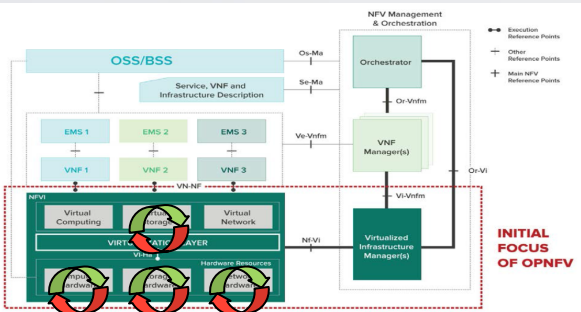 NFV Management
& Orchestration
Execution
Reference Points
Other
Reference Points
Main NFV
Reference Points
OSS/BSS
Os-Ma
Orchestrator
Service, VNF and
Infrastructure Description
Se-Ma
Or-Vnfm
EMS 1
EMS 2
EMS 3
Ve-Vnfm
VNF
Manager(s)
VNF 1
VNF 2
VNF 3
Or-Vi
VN-NF
Vi-Vnfm
NFVI
Virtual
Computing
Virtual
Network
Nf-Vi
Virtualized
Infrastructure
Manager(s)
INITIAL
FOCUS
OF OPNFV
Hardware Resources